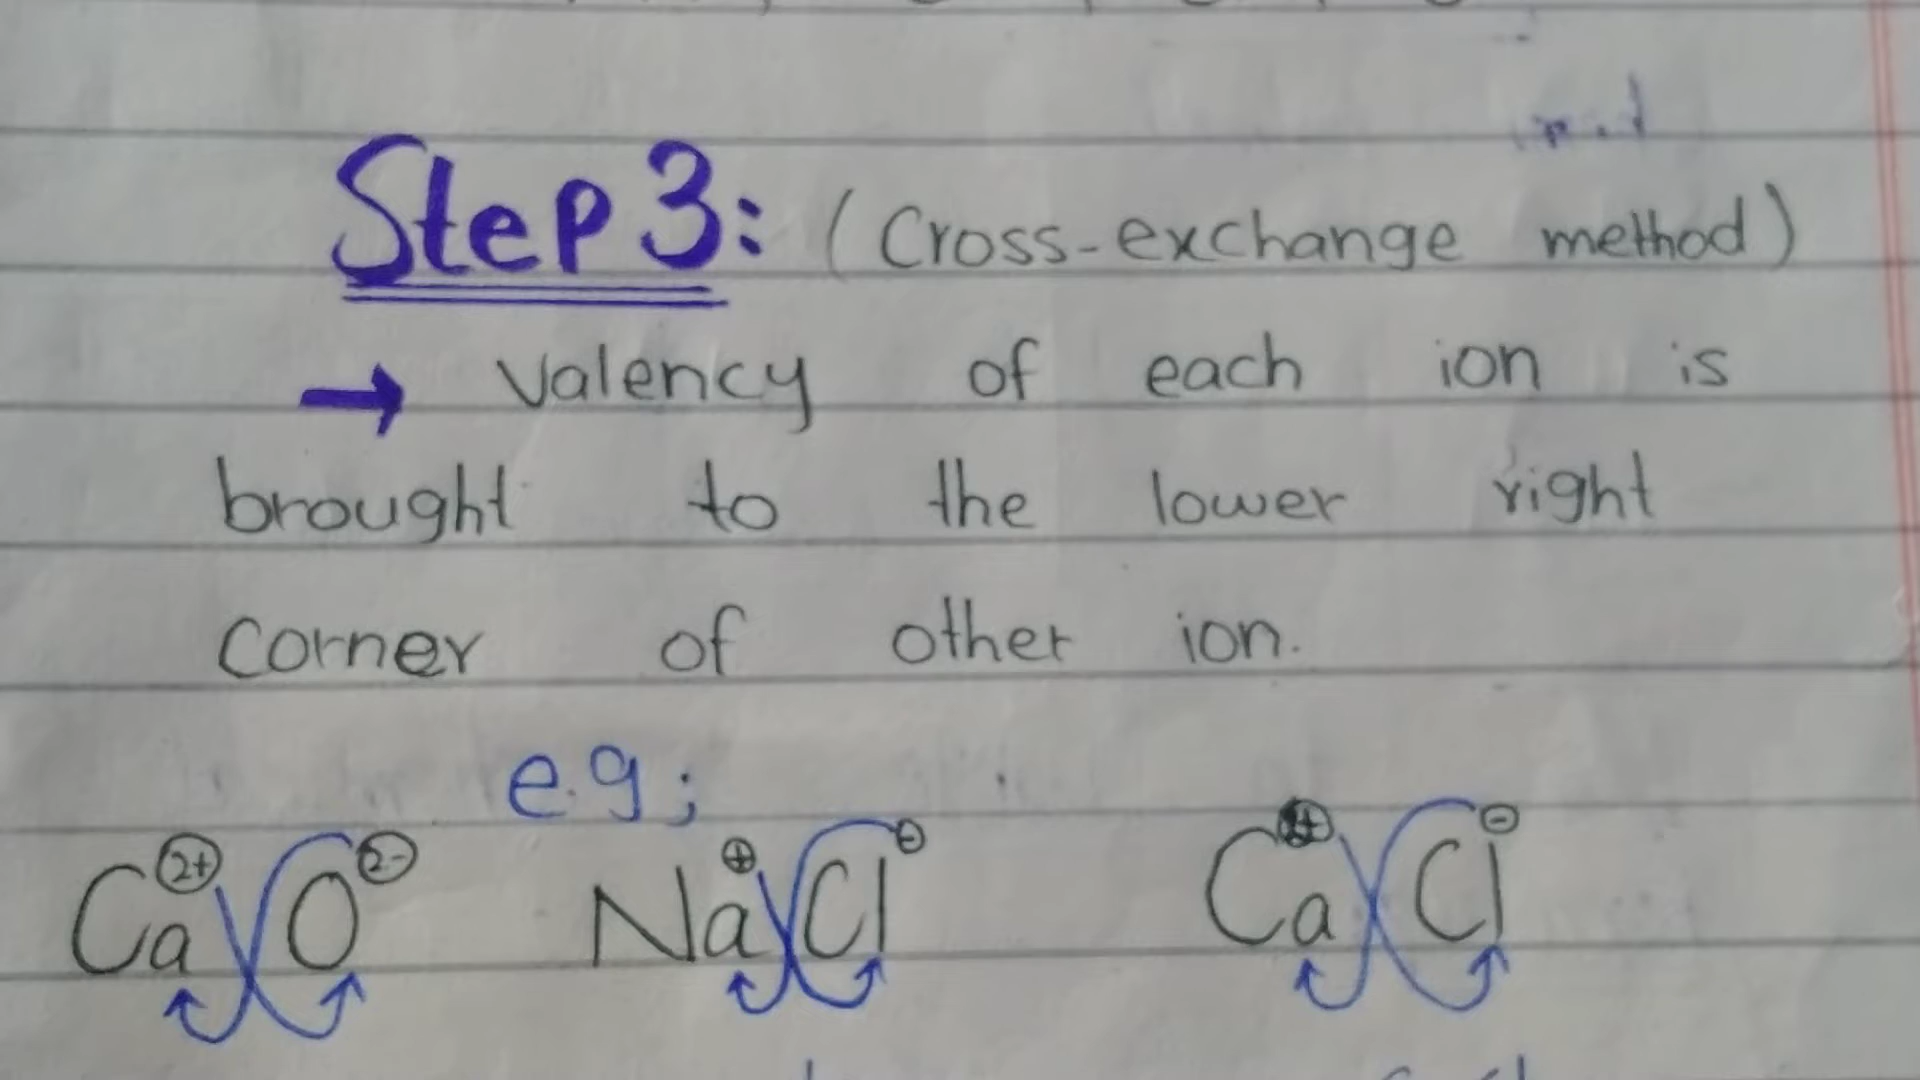 Step 3: (Cross-exchange method)
→ Valency of each ion is
brought to the lower right
corner of other ion.
e.g;
Ca²⁺ O²⁻ Na⁺ Cl⁻ Ca Cl⁻